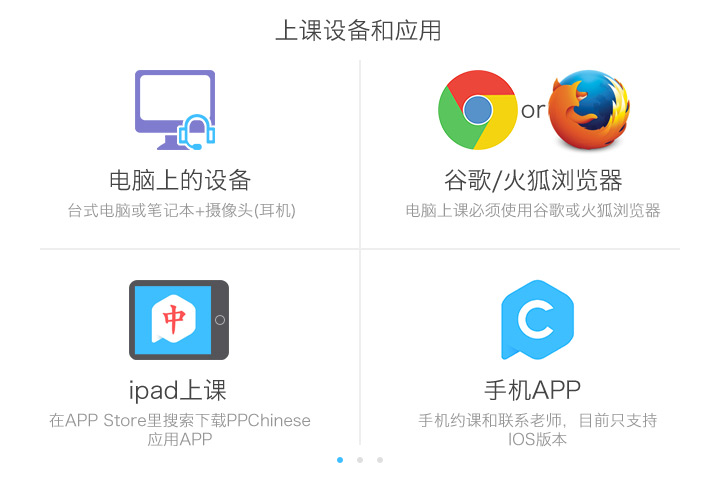 上课设备和应用
or
电脑上的设备
台式电脑或笔记本+摄像头(耳机)
谷歌/火狐浏览器
电脑上课必须使用谷歌或火狐浏览器
中
ipad上课
在APP Store里搜索下载PPChinese
应用APP
C
手机APP
手机约课和联系老师，目前只支持
IOS版本